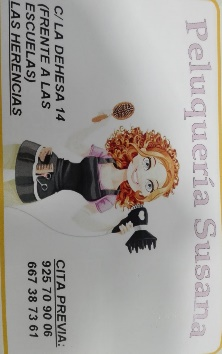 Peluquería Susana
C/ LA DEHESA 14
(FRENTE A LAS
ESCUELAS)
LAS HERENCIAS
CITA PREVIA:
925 70 90 06
667 38 73 61